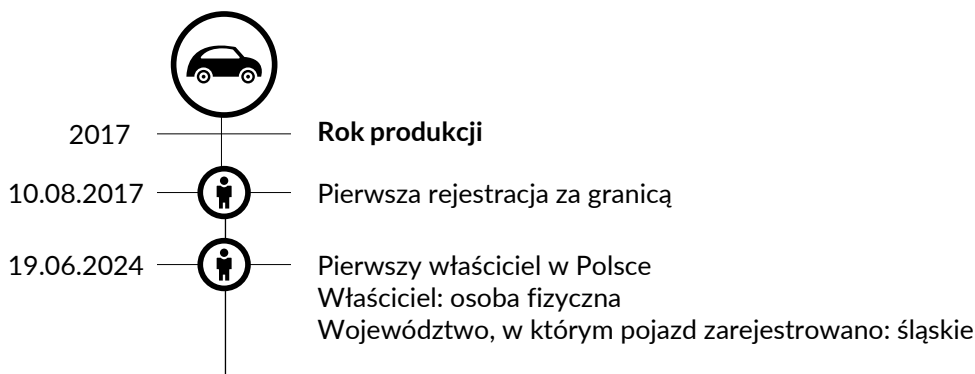 2017 Rok produkcji
10.08.2017 Pierwsza rejestracja za granicą
19.06.2024 Pierwszy właściciel w Polsce
Właściciel: osoba fizyczna
Województwo, w którym pojazd zarejestrowano: śląskie